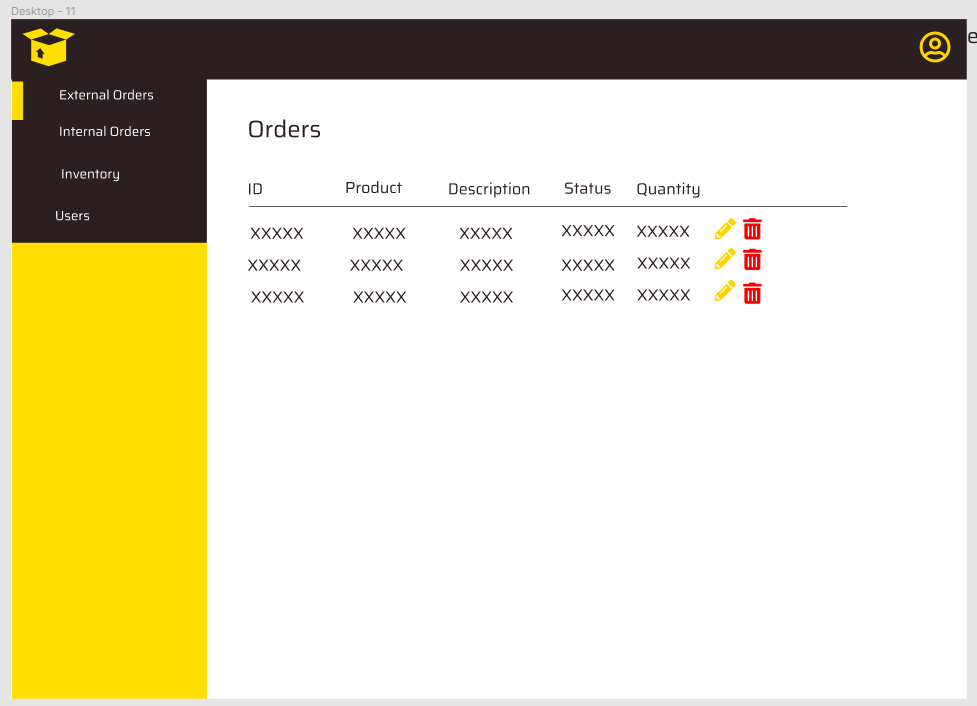 Desktop - 11
e
External Orders
Internal Orders
Inventory
Users
Orders
ID Product Description Status Quantity
XXXXX XXXXX XXXXX XXXXX XXXXX
XXXXX XXXXX XXXXX XXXXX XXXXX
XXXXX XXXXX XXXXX XXXXX XXXXX